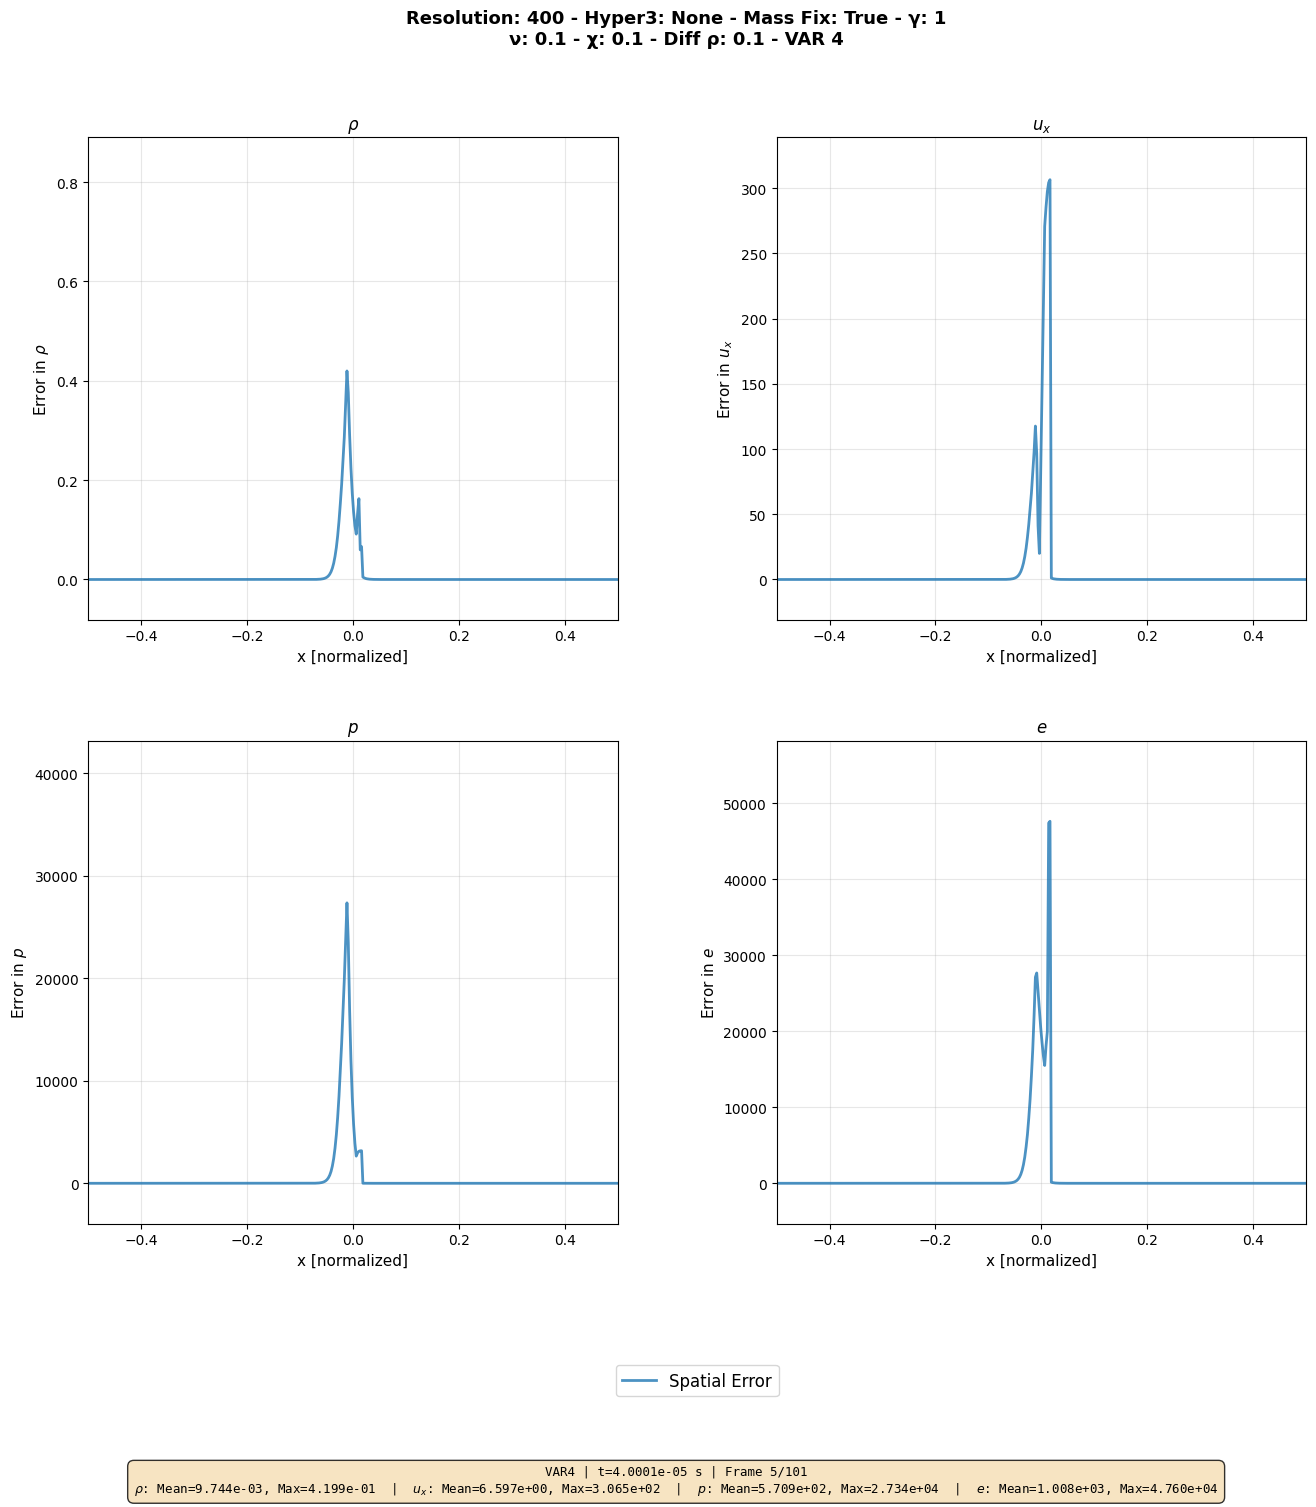 Resolution: 400 - Hyper3: None - Mass Fix: True - γ: 1
ν: 0.1 - χ: 0.1 - Diff ρ: 0.1 - VAR 4
ρ
0.8
0.6
0.4
0.2
0.0
Error in ρ
−0.4 −0.2 0.0 0.2 0.4
x [normalized]
u_x
300
250
200
150
100
50
0
Error in u_x
−0.4 −0.2 0.0 0.2 0.4
x [normalized]
p
40000
30000
20000
10000
0
Error in p
−0.4 −0.2 0.0 0.2 0.4
x [normalized]
e
50000
40000
30000
20000
10000
0
Error in e
−0.4 −0.2 0.0 0.2 0.4
x [normalized]
Spatial Error
VAR4 | t=4.0001e-05 s | Frame 5/101
ρ: Mean=9.744e-03, Max=4.199e-01 | u_x: Mean=6.597e+00, Max=3.065e+02 | p: Mean=5.709e+02, Max=2.734e+04 | e: Mean=1.008e+03, Max=4.760e+04